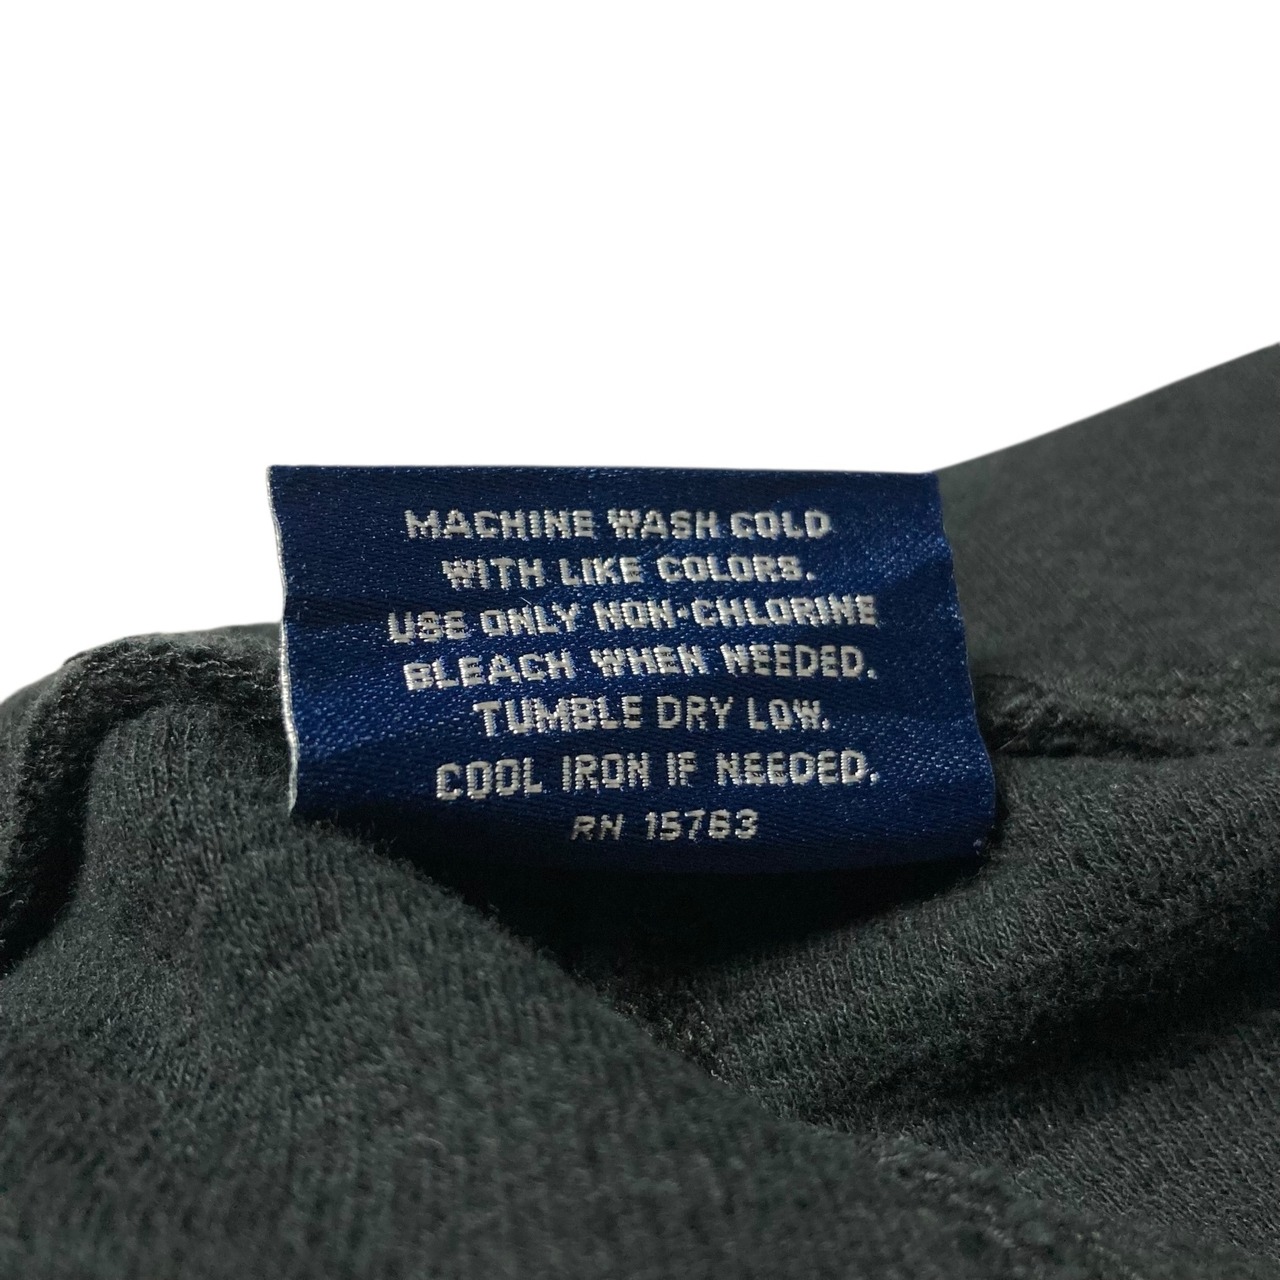 MACHINE WASH COLD
WITH LIKE COLORS.
USE ONLY NON-CHLORINE
BLEACH WHEN NEEDED.
TUMBLE DRY LOW.
COOL IRON IF NEEDED.
RN 15763